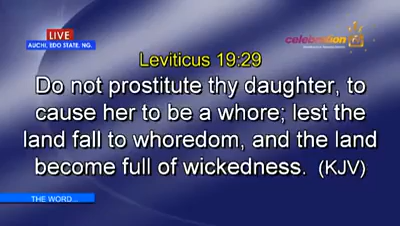 LIVE
AUCHI, EDO STATE, NG.
celebration
Leviticus 19:29
Do not prostitute thy daughter, to
cause her to be a whore; lest the
land fall to whoredom, and the land
become full of wickedness. (KJV)
THE WORD...